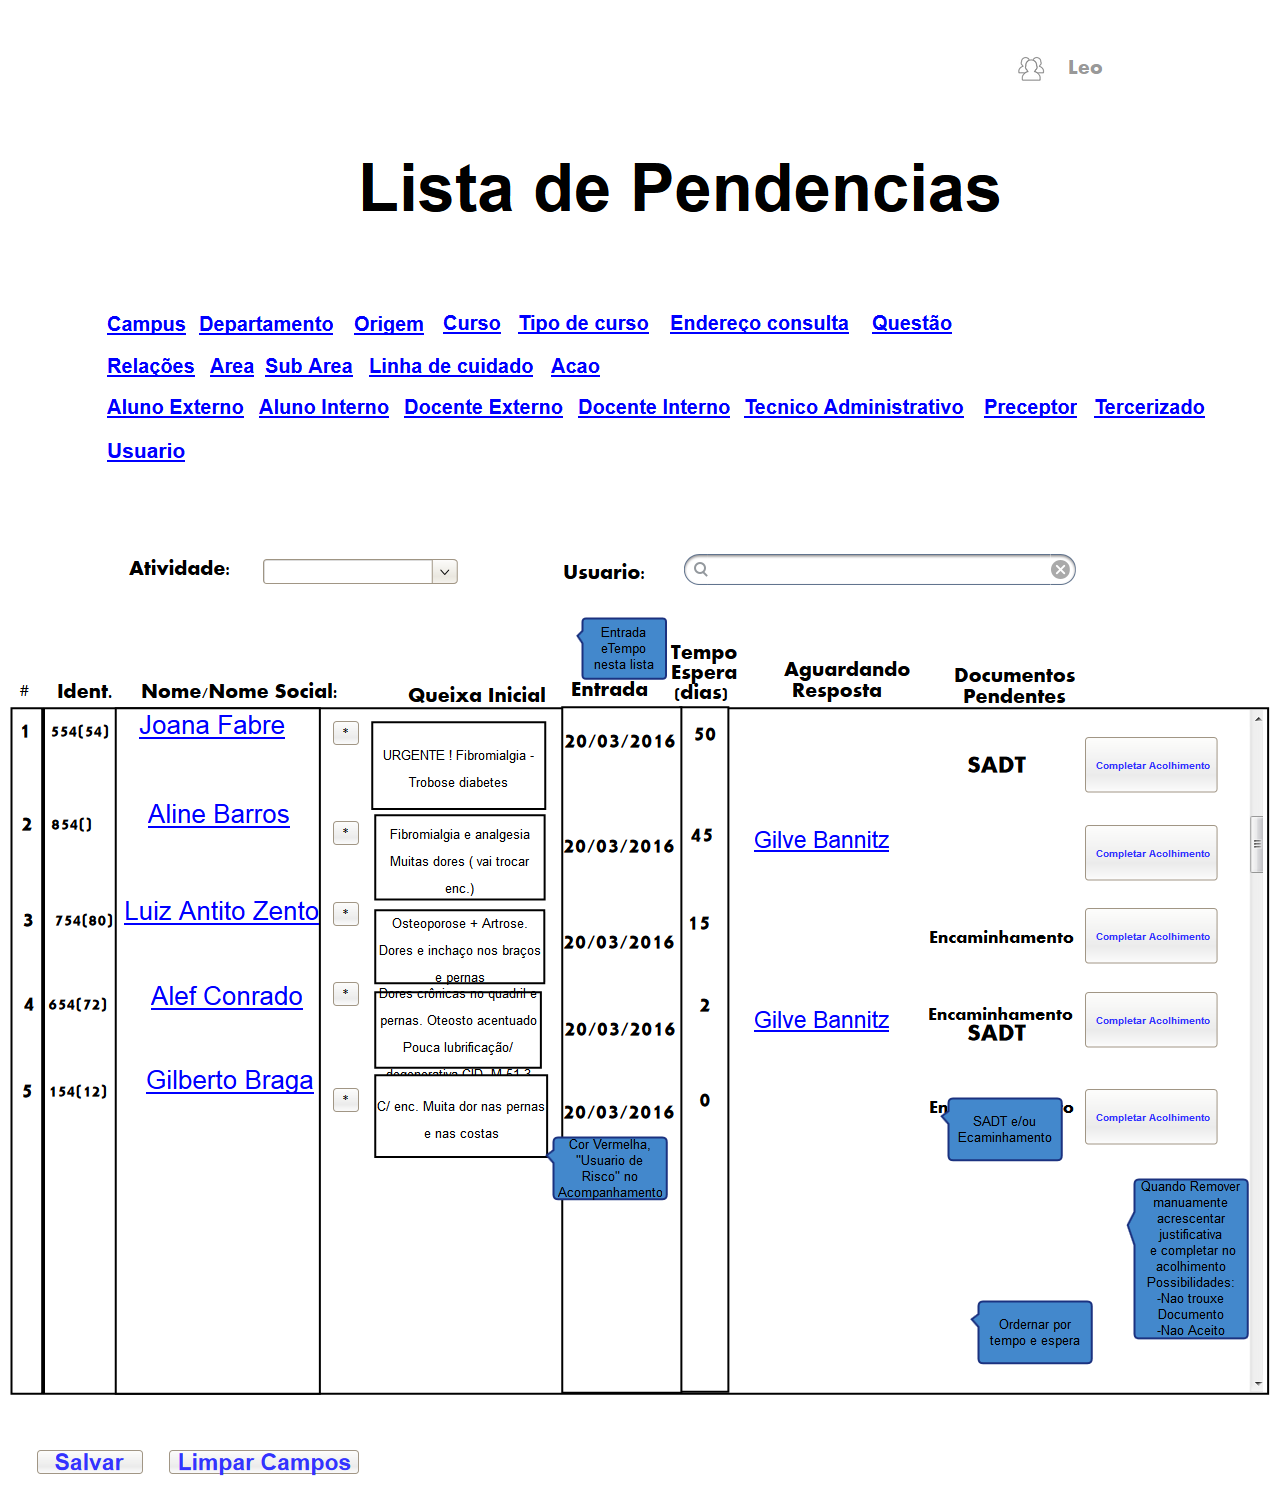 Leo
Lista de Pendencias
Campus Departamento Origem Curso Tipo de curso Endereço consulta Questão
Relações Area Sub Area Linha de cuidado Acao
Aluno Externo Aluno Interno Docente Externo Docente Interno Tecnico Administrativo Preceptor Tercerizado
Usuario
Atividade:
Usuario:
Entrada
eTempo
nesta lista
# Ident. Nome/Nome Social: Queixa Inicial Entrada
Tempo
Espera
(dias)
Aguardando
Resposta
Documentos
Pendentes
1 554(54) Joana Fabre *
URGENTE ! Fibromialgia -
Trobose diabetes
20/03/2016 50 SADT Completar Acolhimento
2 854() Aline Barros *
Fibromialgia e analgesia
Muitas dores ( vai trocar
enc.)
20/03/2016 45 Gilve Bannitz Completar Acolhimento
3 754(80) Luiz Antito Zento *
Osteoporose + Artrose.
Dores e inchaço nos braços
e pernas
20/03/2016 15 Encaminhamento Completar Acolhimento
4 654(72) Alef Conrado *
Dores crônicas no quadril e
pernas. Oteosto acentuado
Pouca lubrificação/
degenerativa CID. M 51.3
20/03/2016 2 Gilve Bannitz
Encaminhamento
SADT
Completar Acolhimento
5 154(12) Gilberto Braga *
C/ enc. Muita dor nas pernas
e nas costas
20/03/2016 0 Completar Acolhimento
SADT e/ou
Ecaminhamento
Cor Vermelha,
"Usuario de
Risco" no
Acompanhamento
Quando Remover
manuamente
acrescentar
justificativa
e completar no
acolhimento
Possibilidades:
-Nao trouxe
Documento
-Nao Aceito
Ordernar por
tempo e espera
Salvar Limpar Campos